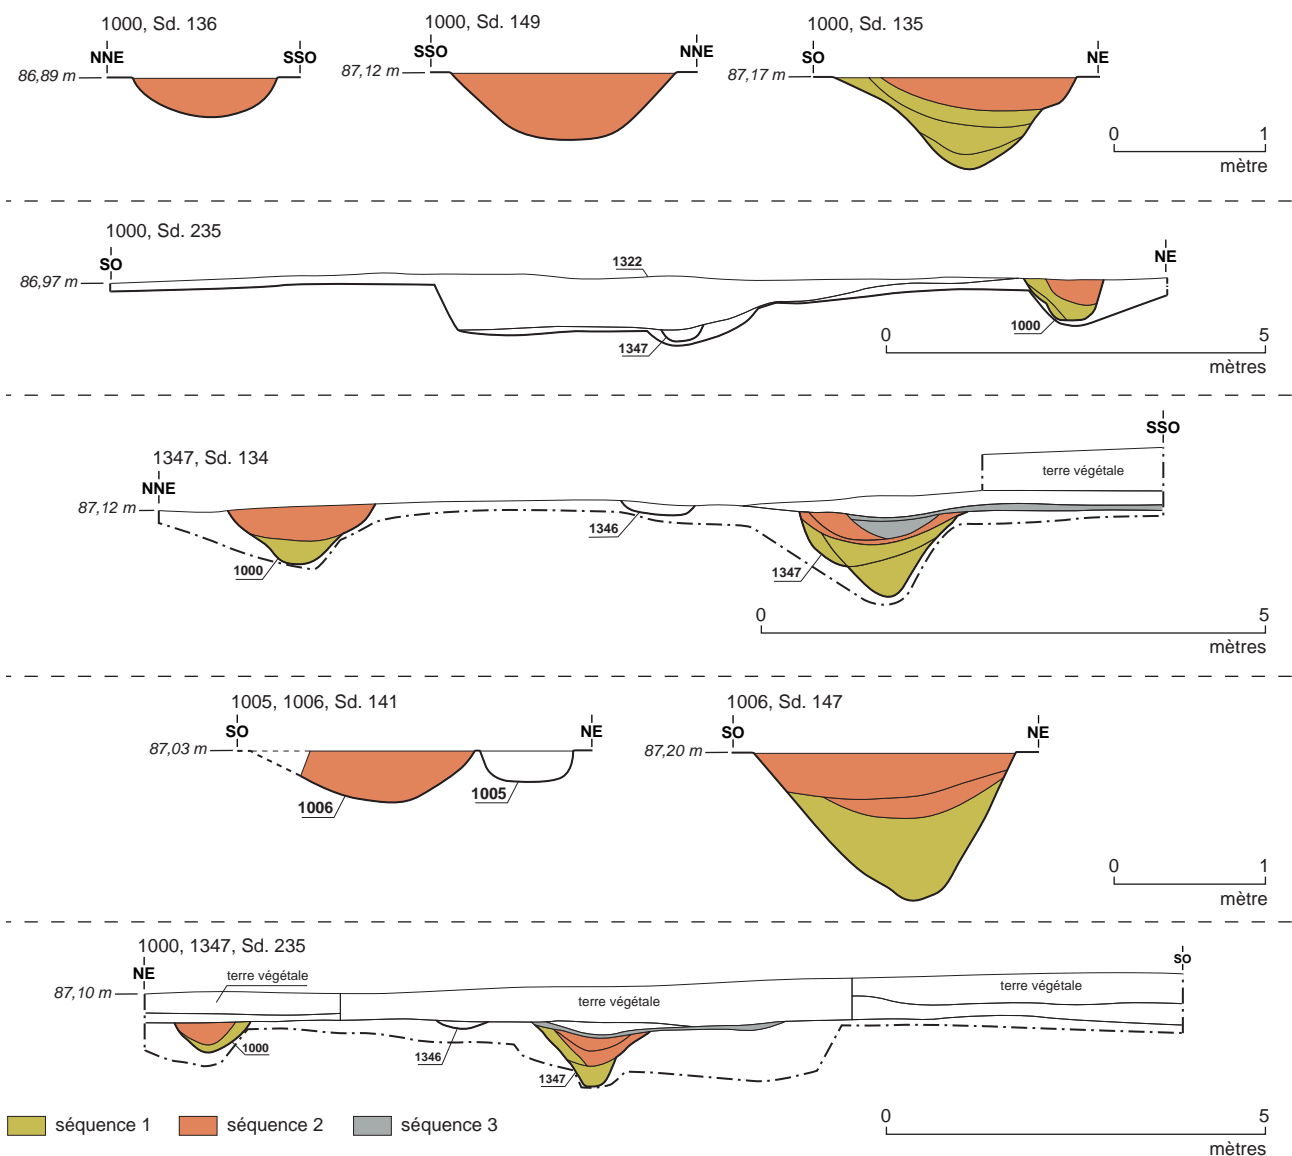 1000, Sd. 136
NNE
SSO
86,89 m
1000, Sd. 149
SSO
NNE
87,12 m
1000, Sd. 135
SO
NE
87,17 m
0
1
mètre
1000, Sd. 235
SO
NE
86,97 m
1322
1347
1000
0
5
mètres
1347, Sd. 134
NNE
SSO
87,12 m
terre végétale
1346
1000
1347
0
5
mètres
1005, 1006, Sd. 141
SO
NE
87,03 m
1006
1005
1006, Sd. 147
SO
NE
87,20 m
0
1
mètre
1000, 1347, Sd. 235
NE
SO
87,10 m
terre végétale
terre végétale
terre végétale
1000
1346
1347
séquence 1
séquence 2
séquence 3
0
5
mètres